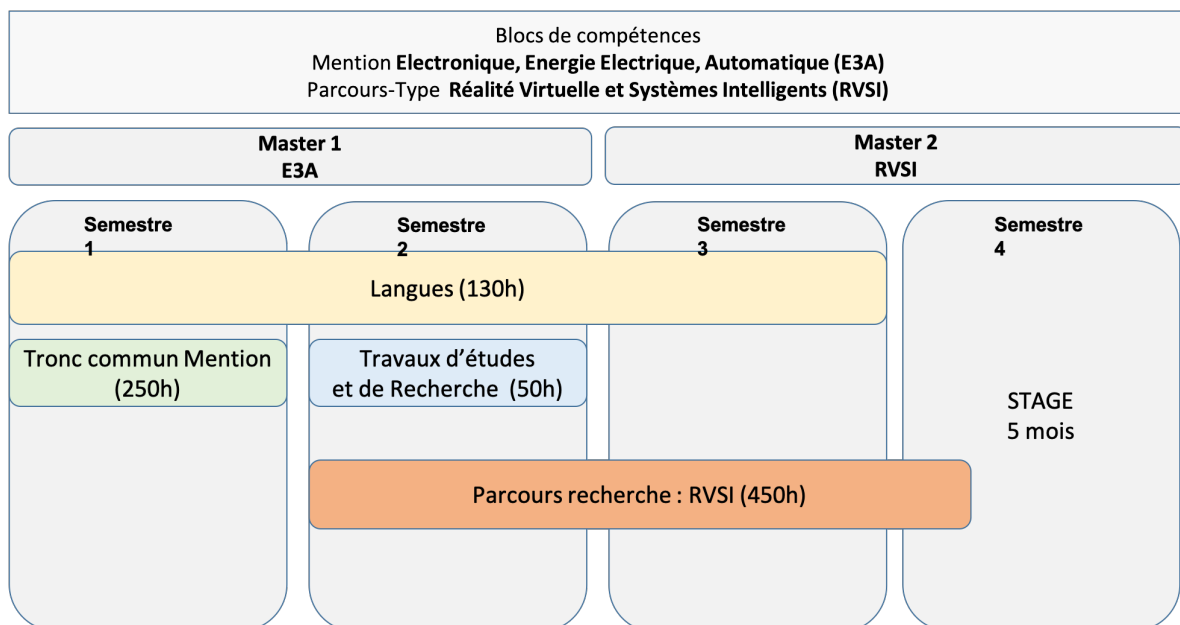 Blocs de compétences
Mention Electronique, Energie Electrique, Automatique (E3A)
Parcours-Type Réalité Virtuelle et Systèmes Intelligents (RVSI)
Master 1
E3A
Master 2
RVSI
Semestre
1
Semestre
2
Semestre
3
Semestre
4
Langues (130h)
Tronc commun Mention
(250h)
Travaux d'études
et de Recherche (50h)
STAGE
5 mois
Parcours recherche : RVSI (450h)